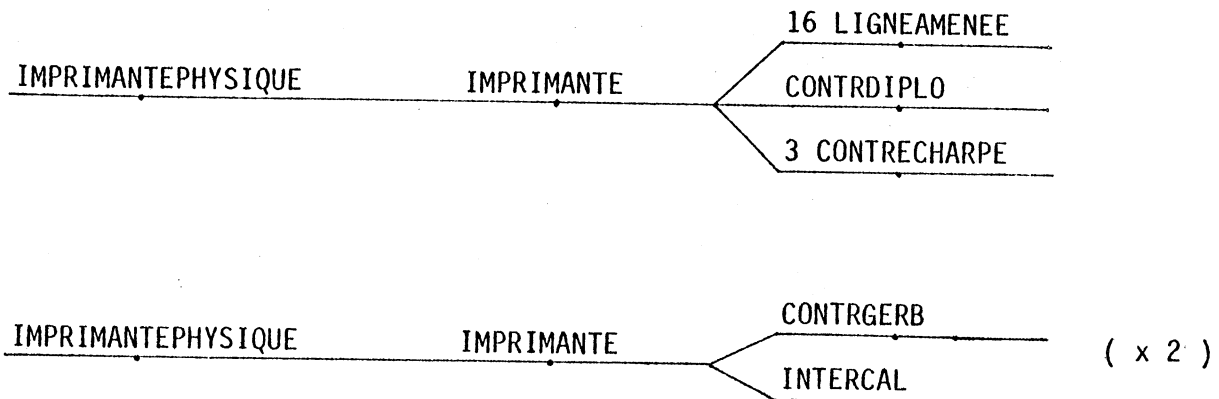 16 LIGNEAMENEE
IMPRIMANTEPHYSIQUE IMPRIMANTE CONTRDIPLO
3 CONTRECHARPE
CONTRGERB
IMPRIMANTEPHYSIQUE IMPRIMANTE ( x 2 )
INTERCAL